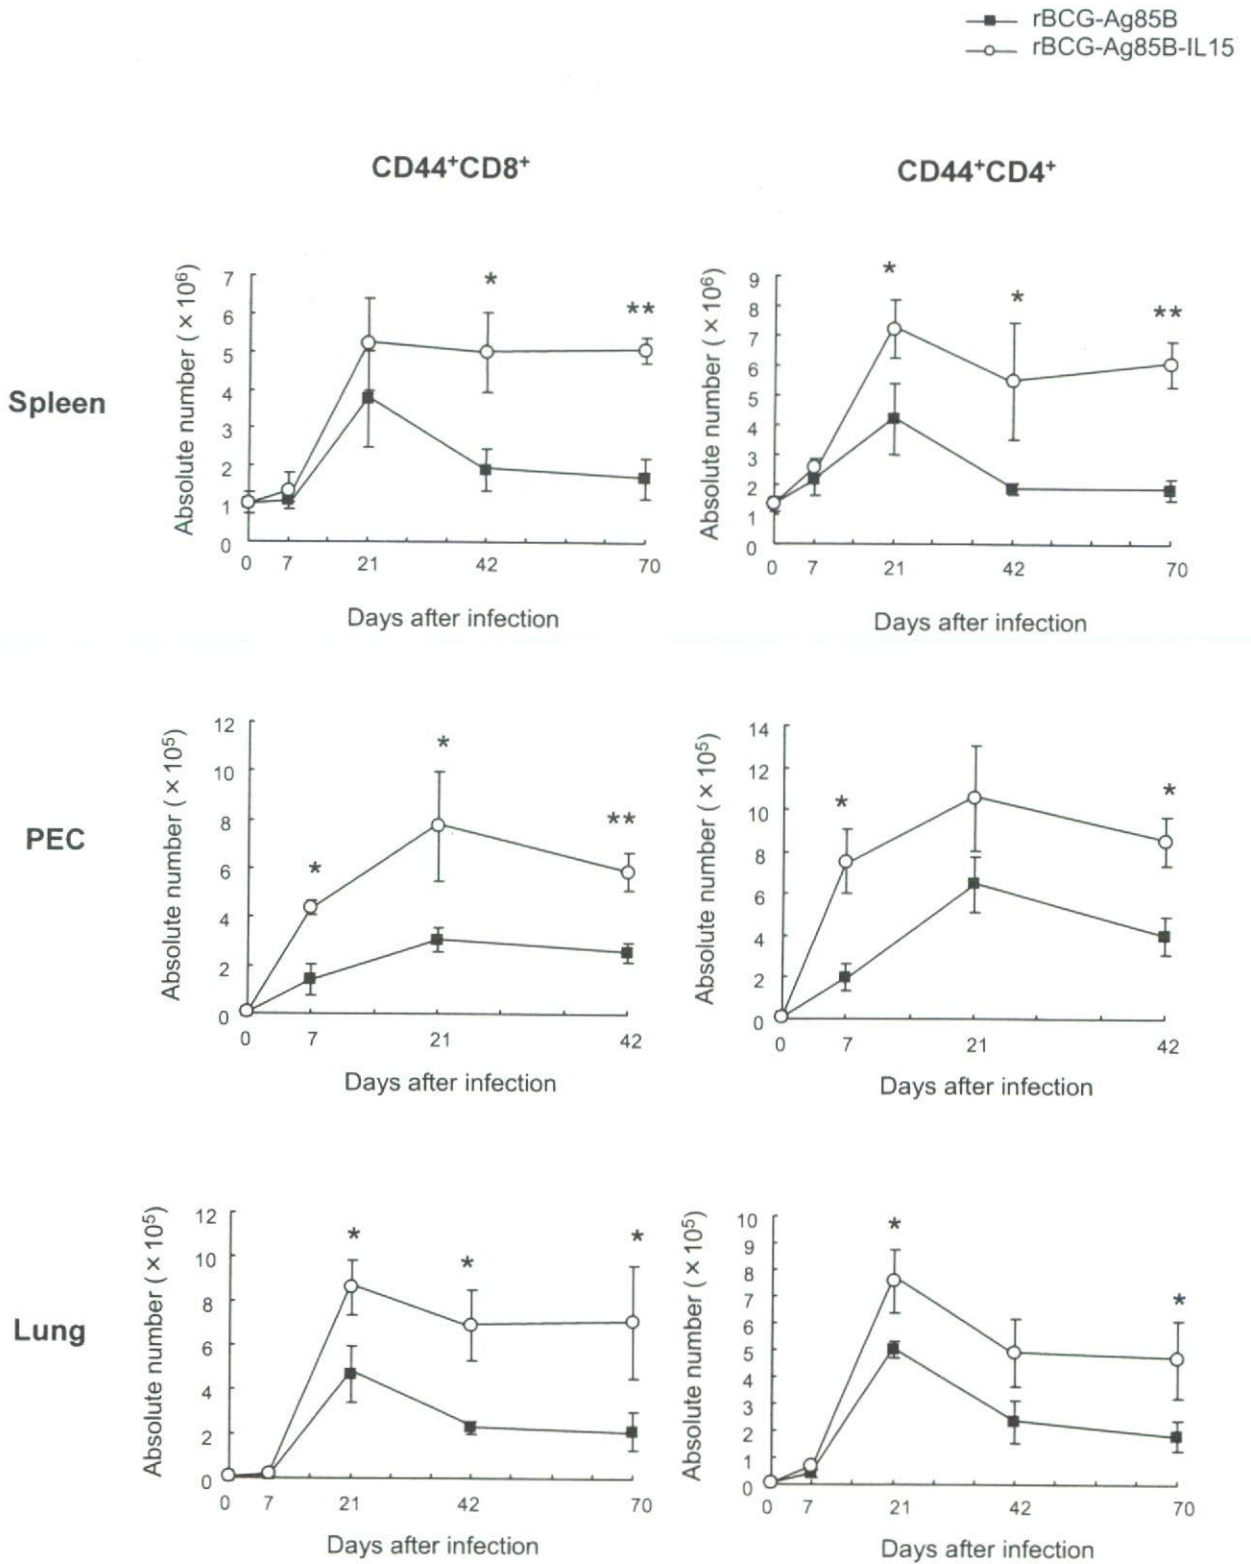 rBCG-Ag85B
rBCG-Ag85B-IL15
CD44⁺CD8⁺
CD44⁺CD4⁺
Spleen
Absolute number (×10⁶)
7
6
5
4
3
2
1
0
*
**
0 7 21 42 70
Days after infection
Absolute number (×10⁶)
9
8
7
6
5
4
3
2
1
0
*
*
**
0 7 21 42 70
Days after infection
PEC
Absolute number (×10⁵)
12
10
8
6
4
2
0
*
*
**
0 7 21 42
Days after infection
Absolute number (×10⁵)
14
12
10
8
6
4
2
0
*
*
0 7 21 42
Days after infection
Lung
Absolute number (×10⁵)
12
10
8
6
4
2
0
*
*
*
0 7 21 42 70
Days after infection
Absolute number (×10⁵)
10
9
8
7
6
5
4
3
2
1
0
*
*
0 7 21 42 70
Days after infection